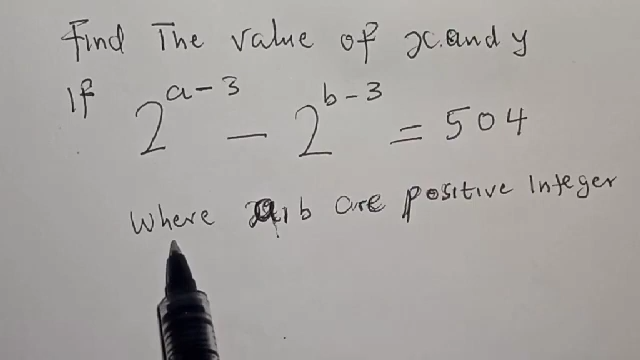 Find The value of x and y
If 2^{a-3} - 2^{b-3} = 504
Where a, b are positive Integer